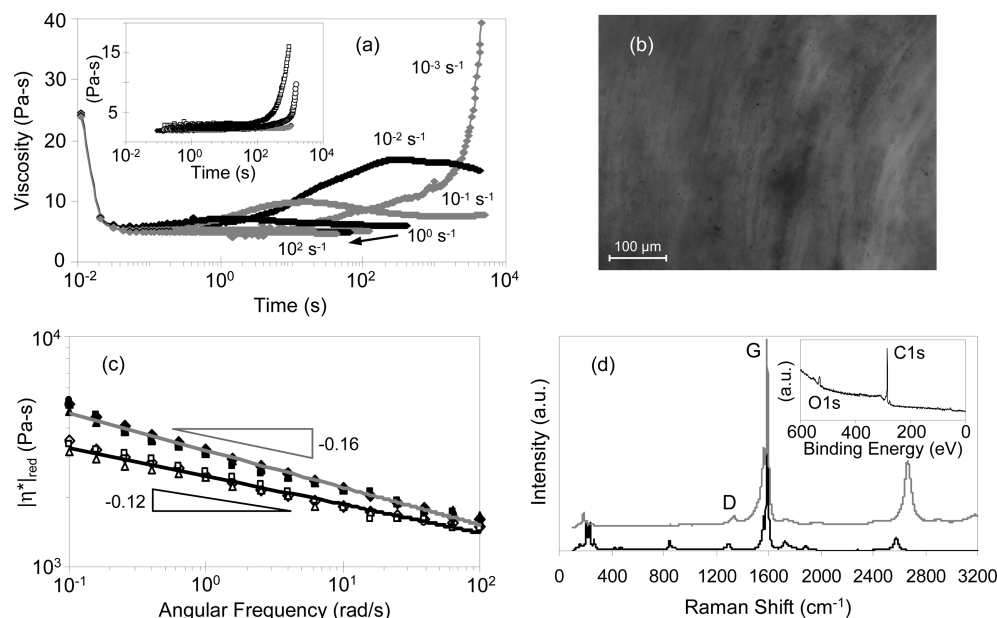 (a)
40
30
20
10
0
Viscosity (Pa-s)
10⁻² 10⁰ 10² 10⁴
Time (s)
15
5
(Pa-s)
10⁻² 10⁰ 10² 10⁴
Time (s)
10⁻³ s⁻¹
10⁻² s⁻¹
10⁻¹ s⁻¹
10⁰ s⁻¹
10² s⁻¹
(b)
100 µm
(c)
10⁴
10³
|η*|red (Pa-s)
-0.16
-0.12
10⁻¹ 10⁰ 10¹ 10²
Angular Frequency (rad/s)
(d)
G
D
Intensity (a.u.)
0 400 800 1200 1600 2000 2400 2800 3200
Raman Shift (cm⁻¹)
(a.u.)
C1s
O1s
600 400 200 0
Binding Energy (eV)